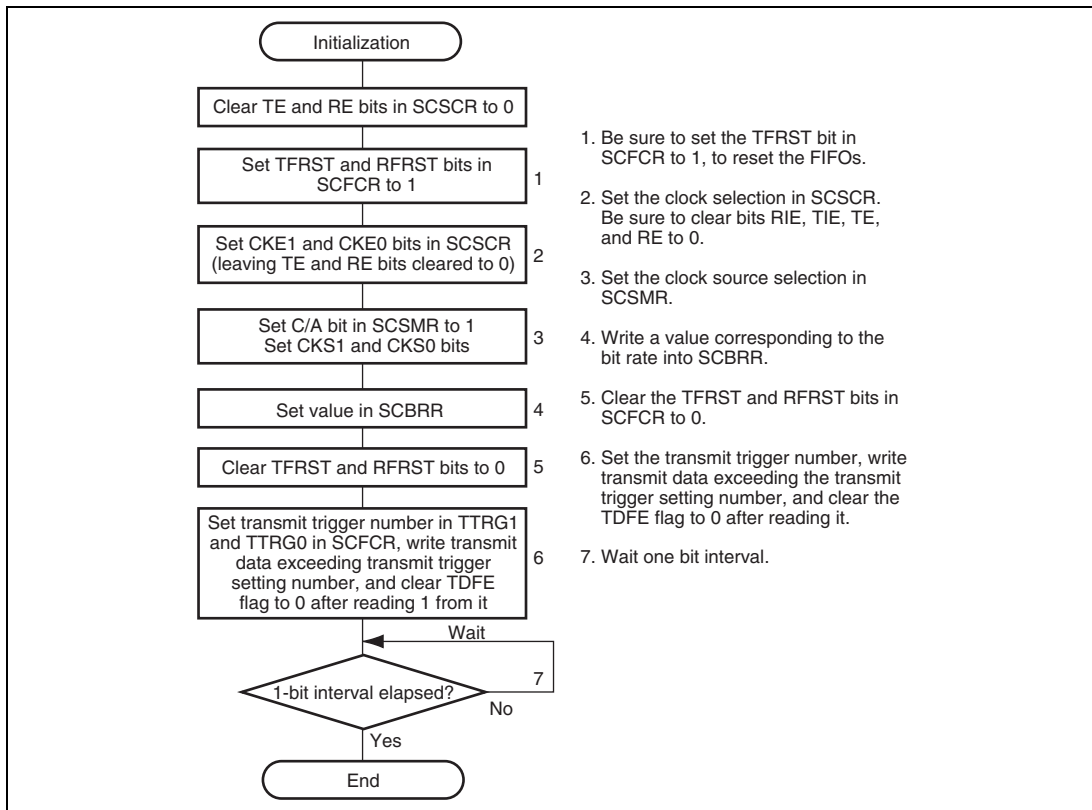 Initialization
Clear TE and RE bits in SCSCR to 0
Set TFRST and RFRST bits in
SCFCR to 1
1
Set CKE1 and CKE0 bits in SCSCR
(leaving TE and RE bits cleared to 0)
2
Set C/A bit in SCSMR to 1
Set CKS1 and CKS0 bits
3
Set value in SCBRR
4
Clear TFRST and RFRST bits to 0
5
Set transmit trigger number in TTRG1
and TTRG0 in SCFCR, write transmit
data exceeding transmit trigger
setting number, and clear TDFE
flag to 0 after reading 1 from it
6
Wait
1-bit interval elapsed?
7
No
Yes
End
1. Be sure to set the TFRST bit in
SCFCR to 1, to reset the FIFOs.
2. Set the clock selection in SCSCR.
Be sure to clear bits RIE, TIE, TE,
and RE to 0.
3. Set the clock source selection in
SCSMR.
4. Write a value corresponding to the
bit rate into SCBRR.
5. Clear the TFRST and RFRST bits in
SCFCR to 0.
6. Set the transmit trigger number, write
transmit data exceeding the transmit
trigger setting number, and clear the
TDFE flag to 0 after reading it.
7. Wait one bit interval.